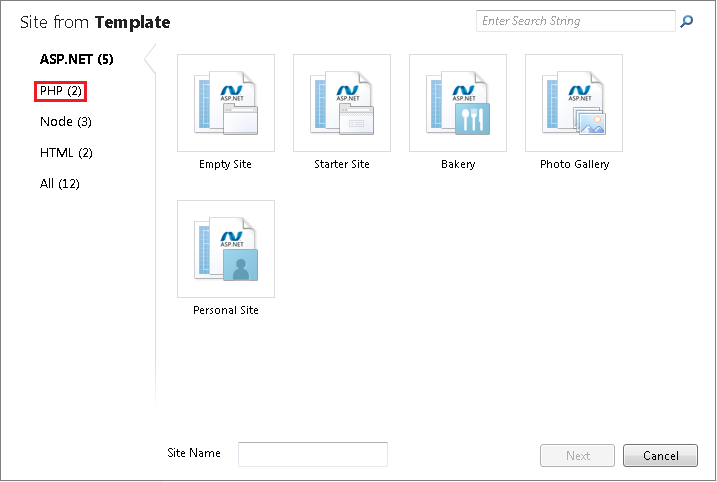 Site from Template
Enter Search String
ASP.NET (5)
PHP (2)
Node (3)
HTML (2)
All (12)
ASP.NET
ASP.NET
ASP.NET
ASP.NET
Empty Site
Starter Site
Bakery
Photo Gallery
ASP.NET
Personal Site
Site Name
Next
Cancel